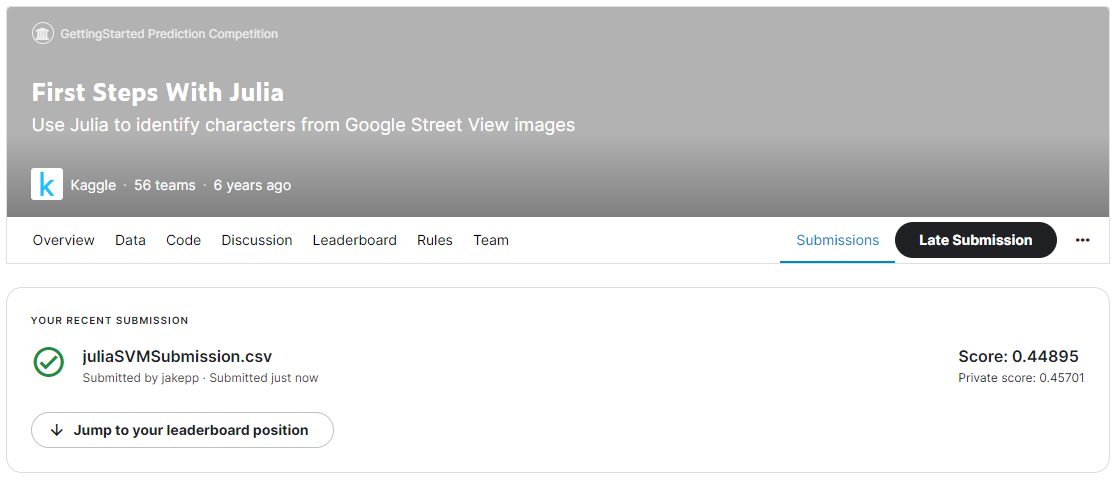 GettingStarted Prediction Competition
First Steps With Julia
Use Julia to identify characters from Google Street View images
k Kaggle · 56 teams · 6 years ago
Overview Data Code Discussion Leaderboard Rules Team Submissions Late Submission
YOUR RECENT SUBMISSION
juliaSVMSubmission.csv Score: 0.44895
Submitted by jakepp · Submitted just now Private score: 0.45701
Jump to your leaderboard position